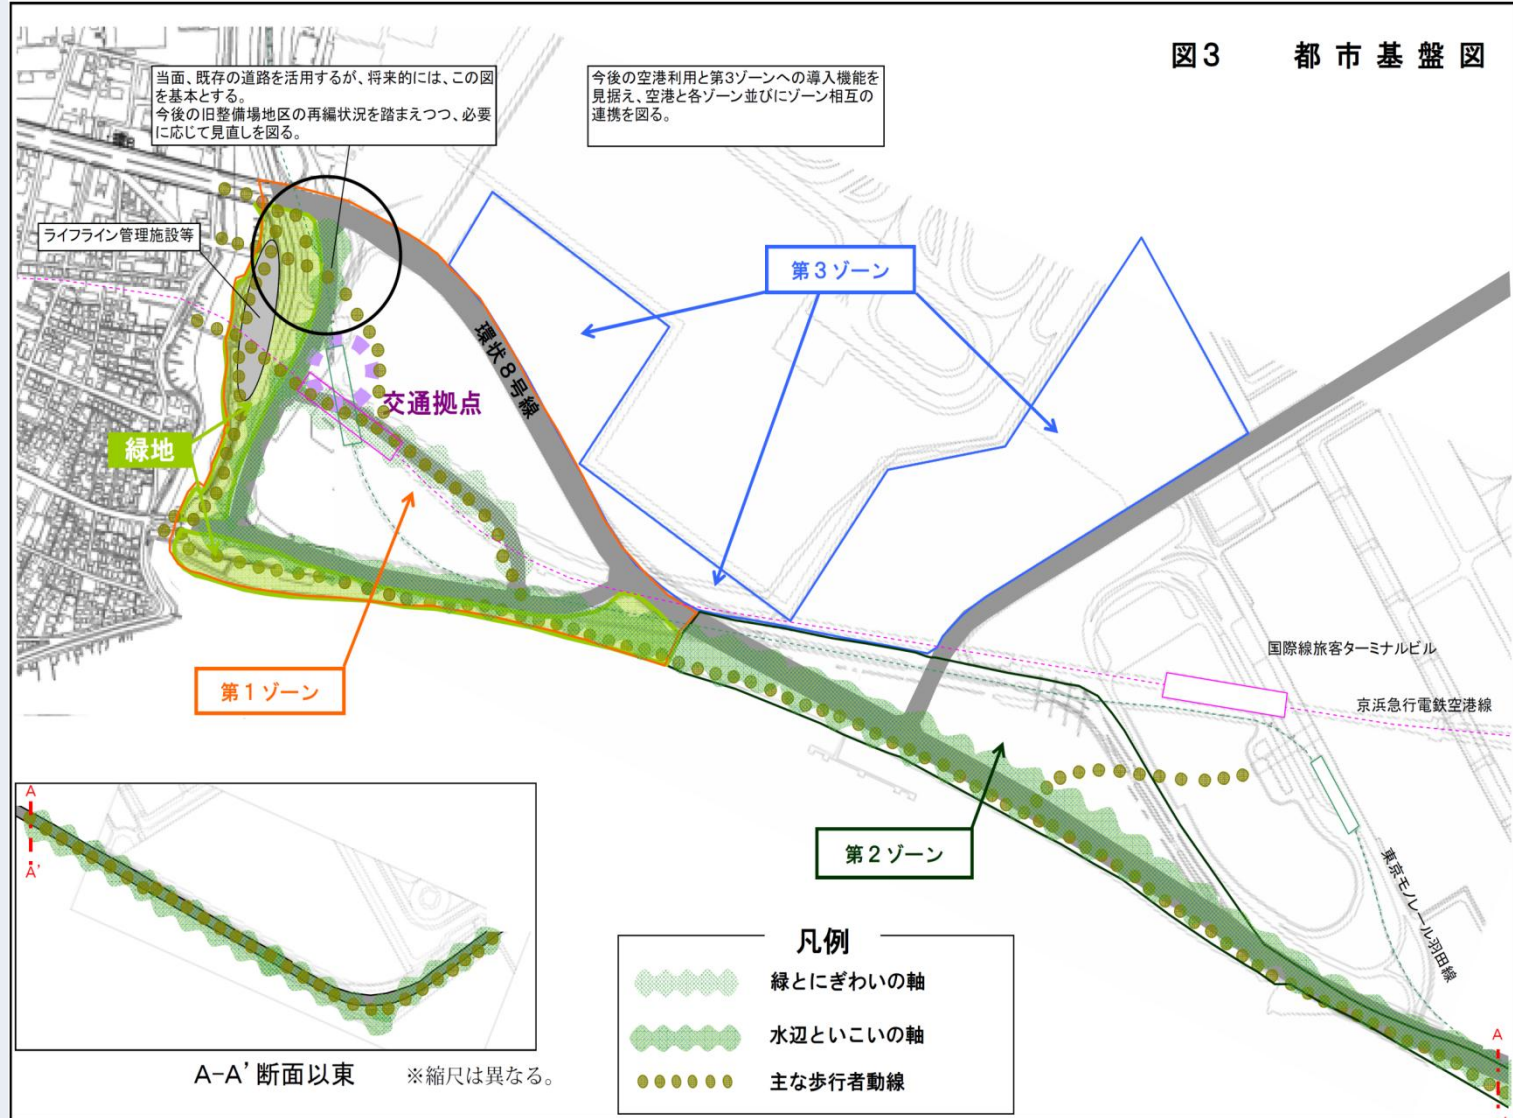 図3 都市基盤図
当面、既存の道路を活用するが、将来的には、この図
を基本とする。
今後の旧整備場地区の再編状況を踏まえつつ、必要
に応じて見直しを図る。
今後の空港利用と第3ゾーンへの導入機能を
見据え、空港と各ゾーン並びにゾーン相互の
連携を図る。
ライフライン管理施設等
第3ゾーン
環状8号線
交通拠点
緑地
第1ゾーン
国際線旅客ターミナルビル
京浜急行電鉄空港線
第2ゾーン
東京モノレール羽田線
A
A'
A
A-A'断面以東 ※縮尺は異なる。
凡例
緑とにぎわいの軸
水辺といこいの軸
主な歩行者動線